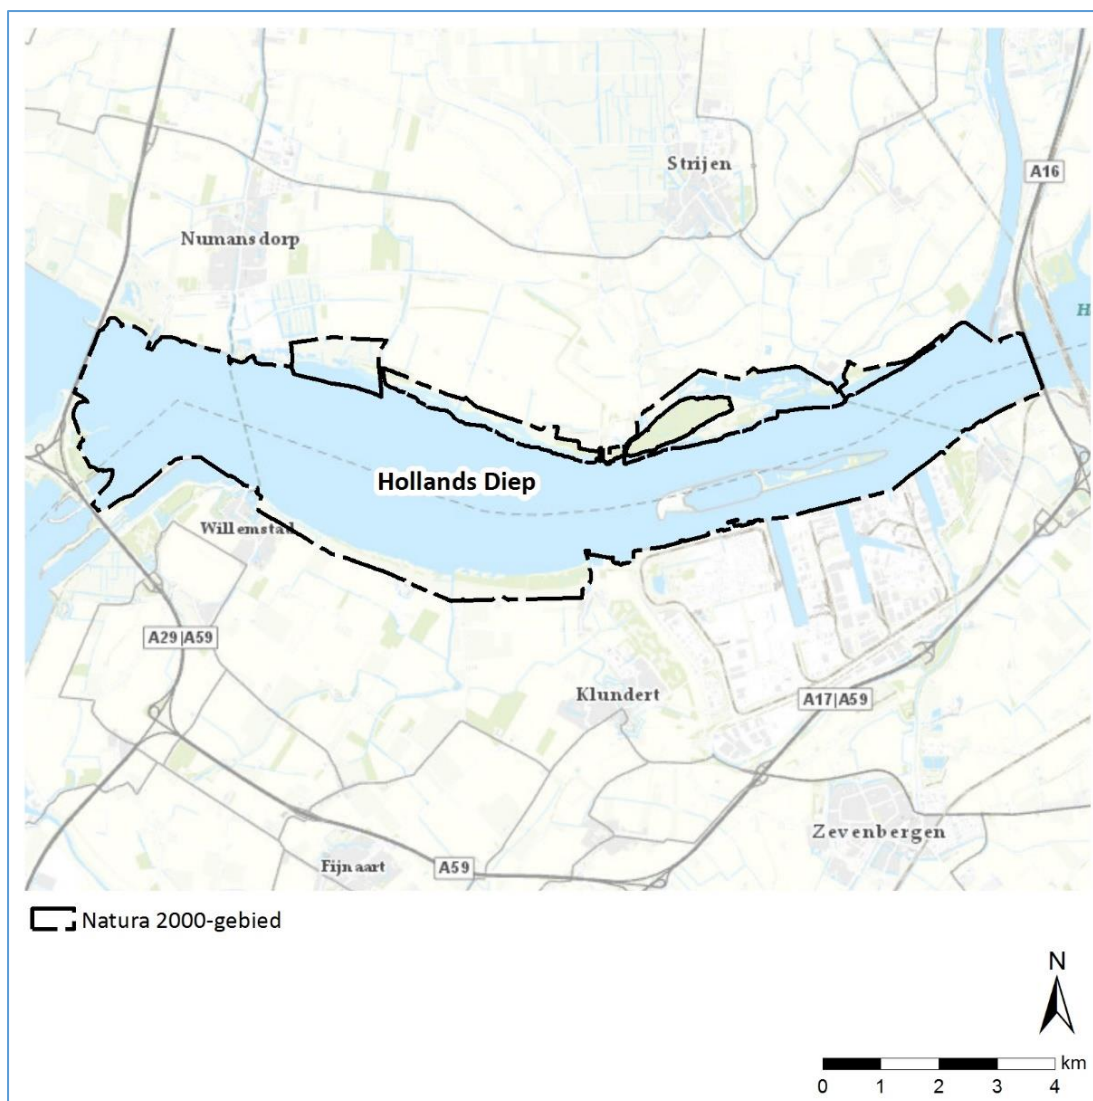 Strijen
A16
Numansdorp
H
Hollands Diep
Willemstad
A29|A59
Klundert
A17|A59
Zevenbergen
Fijnaart
A59
Natura 2000-gebied
N
km
0 1 2 3 4